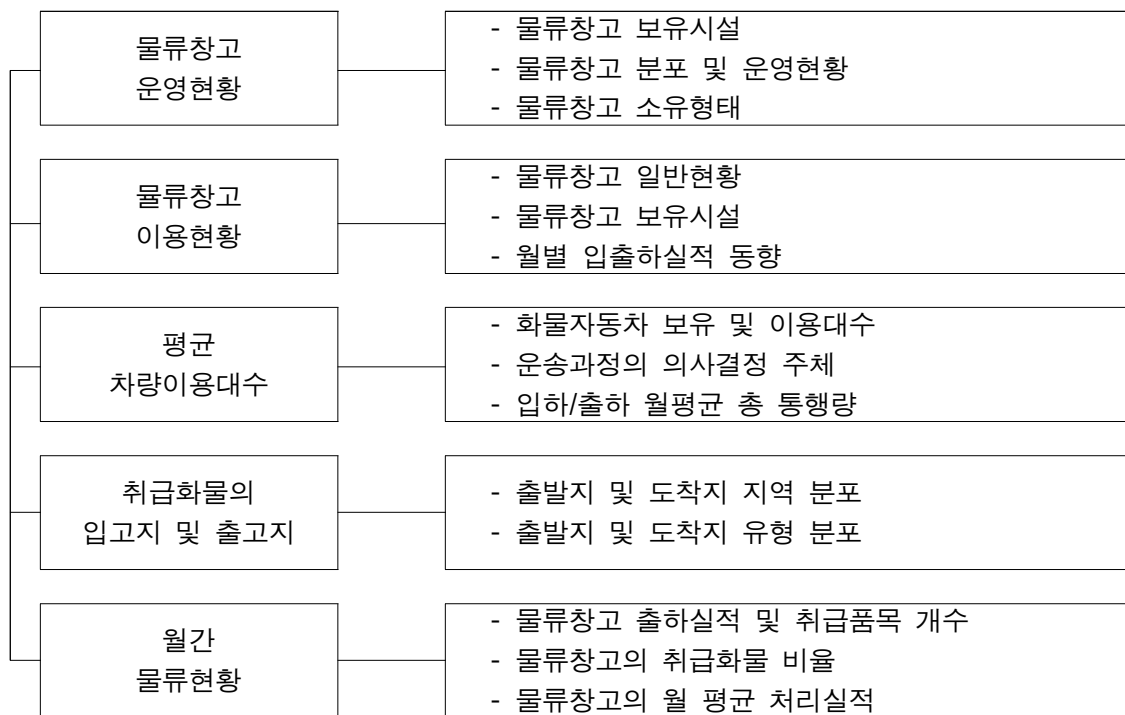 물류창고
운영현황
- 물류창고 보유시설
- 물류창고 분포 및 운영현황
- 물류창고 소유형태
뮬류창고
이용현황
- 물류창고 일반현황
- 물류창고 보유시설
- 월별 입출하실적 동향
평균
차량이용대수
- 화물자동차 보유 및 이용대수
- 운송과정의 의사결정 주체
- 입하/출하 월평균 총 통행량
취급화물의
입고지 및 출고지
- 출발지 및 도착지 지역 분포
- 출발지 및 도착지 유형 분포
월간
물류현황
- 물류창고 출하실적 및 취급품목 개수
- 물류창고의 취급화물 비율
- 물류창고의 월 평균 처리실적